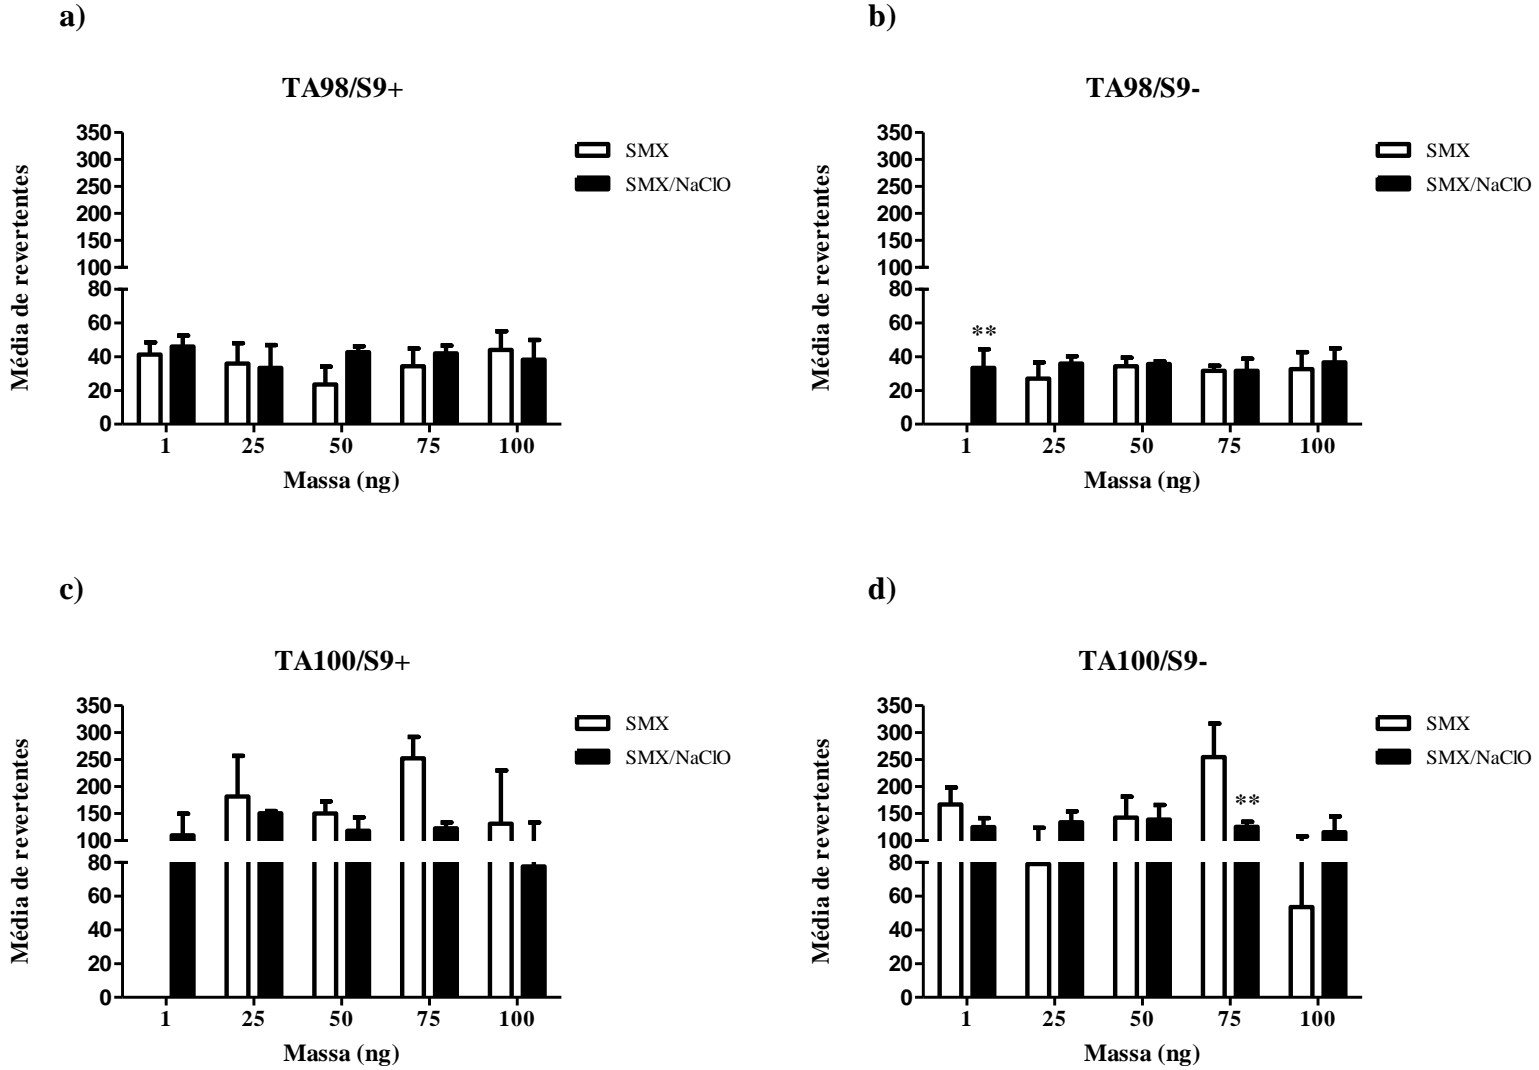 a)
TA98/S9+
Média de revertentes
350
300
250
200
150
100
80
60
40
20
0
1 25 50 75 100
Massa (ng)
SMX
SMX/NaClO
b)
TA98/S9-
Média de revertentes
350
300
250
200
150
100
80
60
40
20
0
**
1 25 50 75 100
Massa (ng)
SMX
SMX/NaClO
c)
TA100/S9+
Média de revertentes
350
300
250
200
150
100
80
60
40
20
0
1 25 50 75 100
Massa (ng)
SMX
SMX/NaClO
d)
TA100/S9-
Média de revertentes
350
300
250
200
150
100
80
60
40
20
0
**
1 25 50 75 100
Massa (ng)
SMX
SMX/NaClO